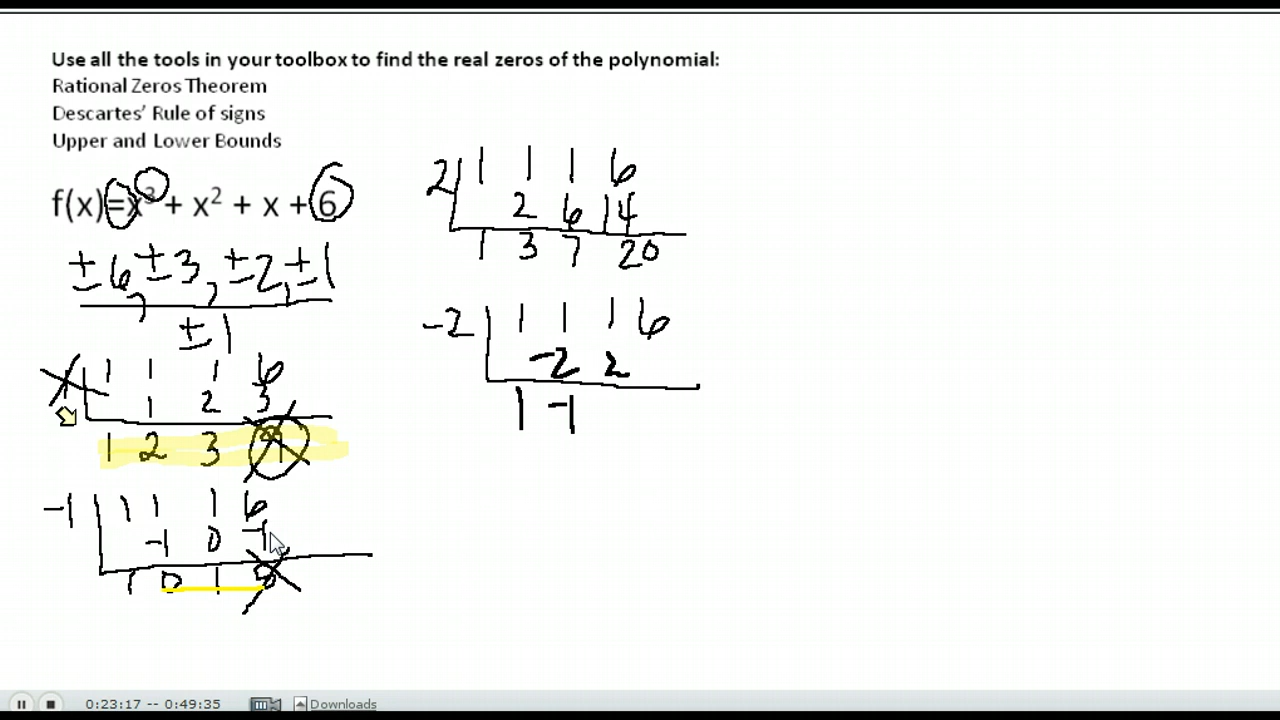 Use all the tools in your toolbox to find the real zeros of the polynomial:
Rational Zeros Theorem
Descartes' Rule of signs
Upper and Lower Bounds
f(x)=x³ + x² + x + 6
±6, ±3, ±2, ±1
±1
1 1 1 6
1 2 3
1 2 3
-1 1 1 1 6
-1 0 -1
1 0 1
2 1 1 1 6
2 6 14
1 3 7 20
-2 1 1 1 6
-2 2
1 -1
0:23:17 -- 0:49:35
Downloads